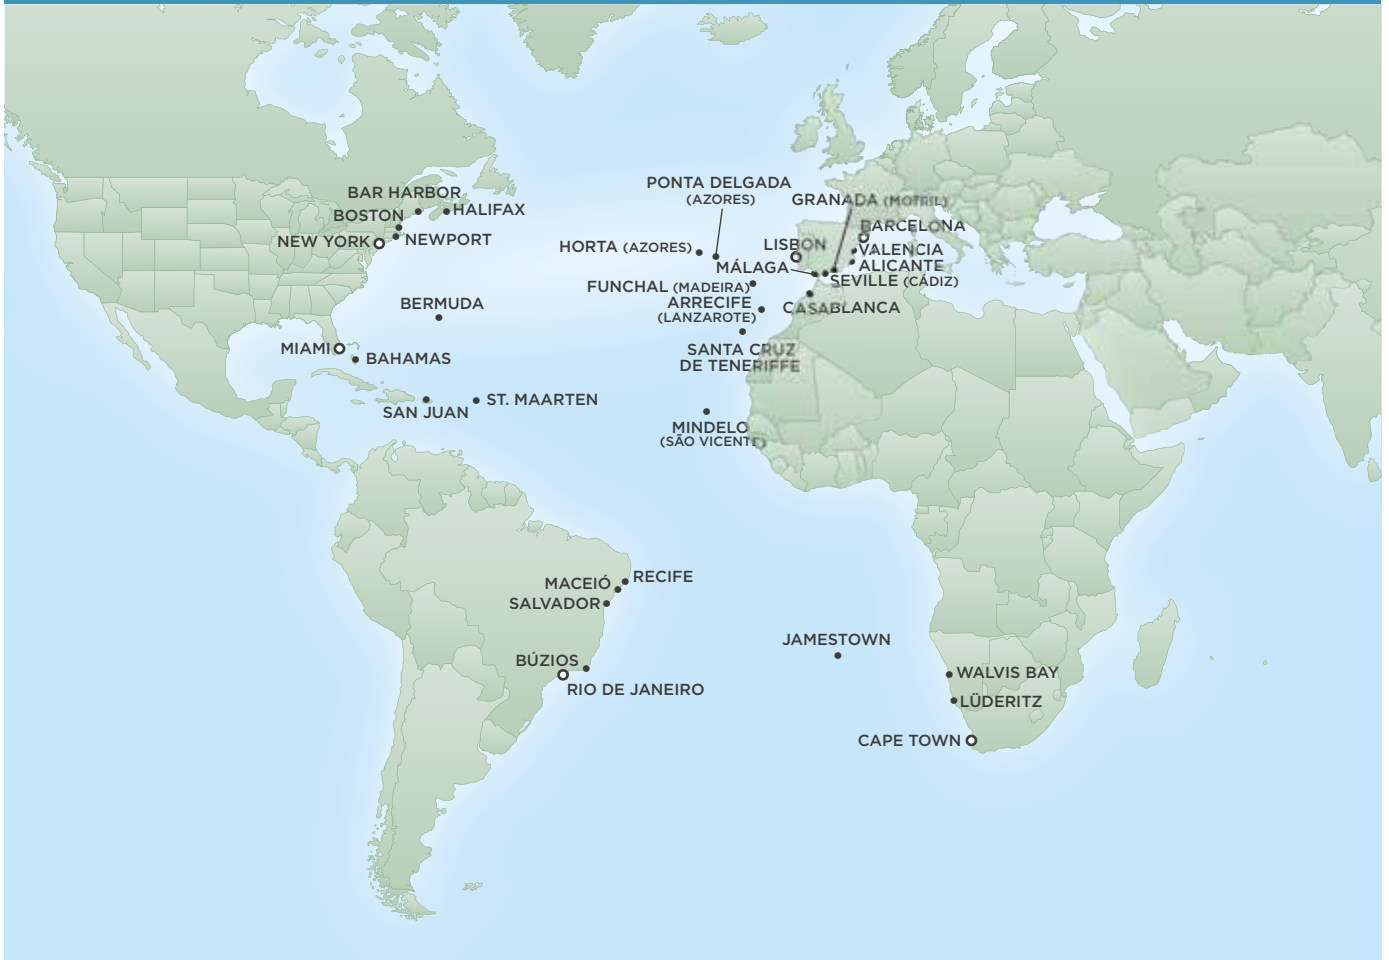 BAR HARBOR
BOSTON
HALIFAX
NEW YORK
NEWPORT
PONTA DELGADA
(AZORES)
GRANADA (MOTRIL)
BARCELONA
HORTA (AZORES)
LISBON
VALENCIA
MÁLAGA
ALICANTE
FUNCHAL (MADEIRA)
SEVILLE (CÁDIZ)
ARRECIFE
(LANZAROTE)
CASABLANCA
BERMUDA
MIAMI
BAHAMAS
SANTA CRUZ
DE TENERIFFE
SAN JUAN
ST. MAARTEN
MINDELO
(SÃO VICENTE)
RECIFE
MACEIÓ
SALVADOR
JAMESTOWN
BÚZIOS
RIO DE JANEIRO
WALVIS BAY
LÜDERITZ
CAPE TOWN